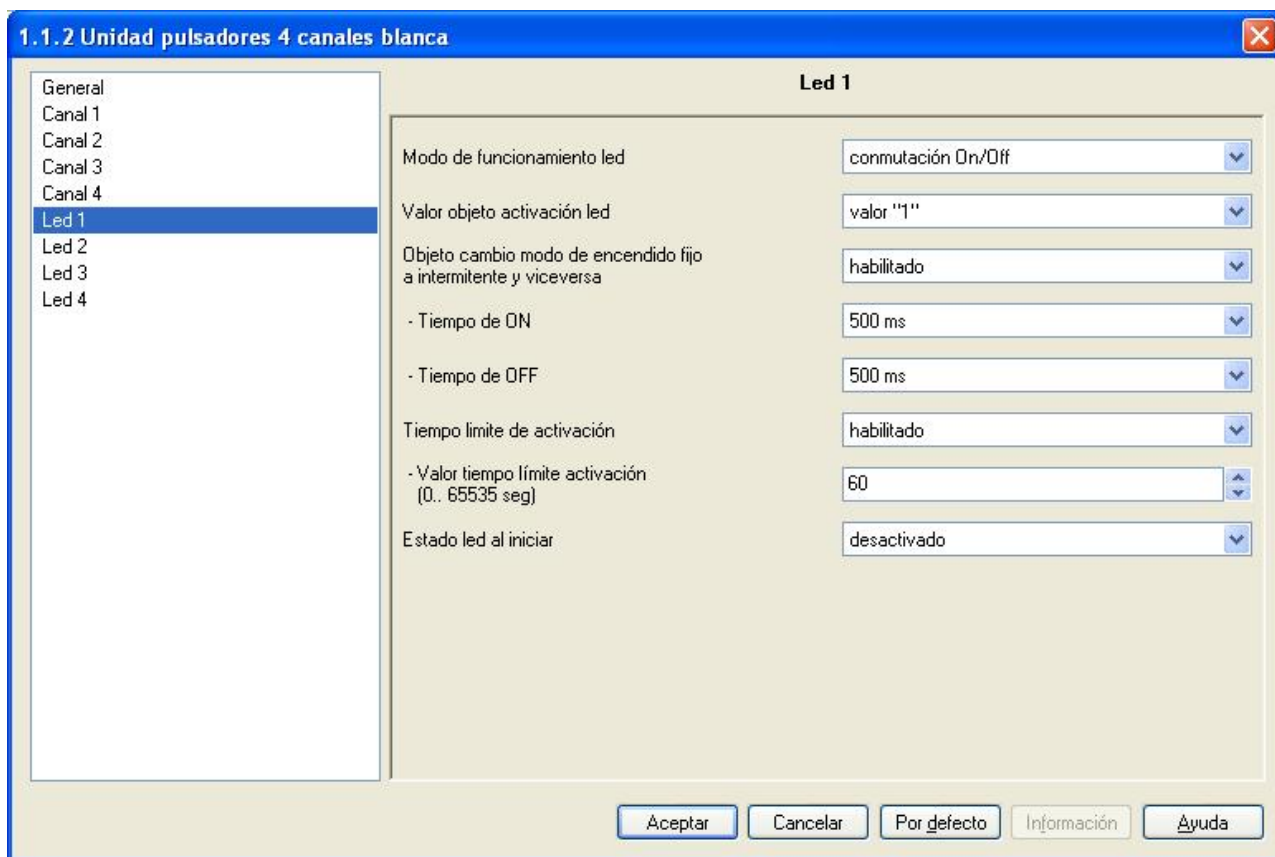 1.1.2 Unidad pulsadores 4 canales blanca
General
Canal 1
Canal 2
Canal 3
Canal 4
Led 1
Led 2
Led 3
Led 4
Led 1
Modo de funcionamiento led
conmutación On/Off
Valor objeto activación led
valor "1"
Objeto cambio modo de encendido fijo
a intermitente y viceversa
habilitado
- Tiempo de ON
500 ms
- Tiempo de OFF
500 ms
Tiempo limite de activación
habilitado
- Valor tiempo límite activación
(0.. 65535 seg)
60
Estado led al iniciar
desactivado
Aceptar
Cancelar
Por defecto
Información
Ayuda